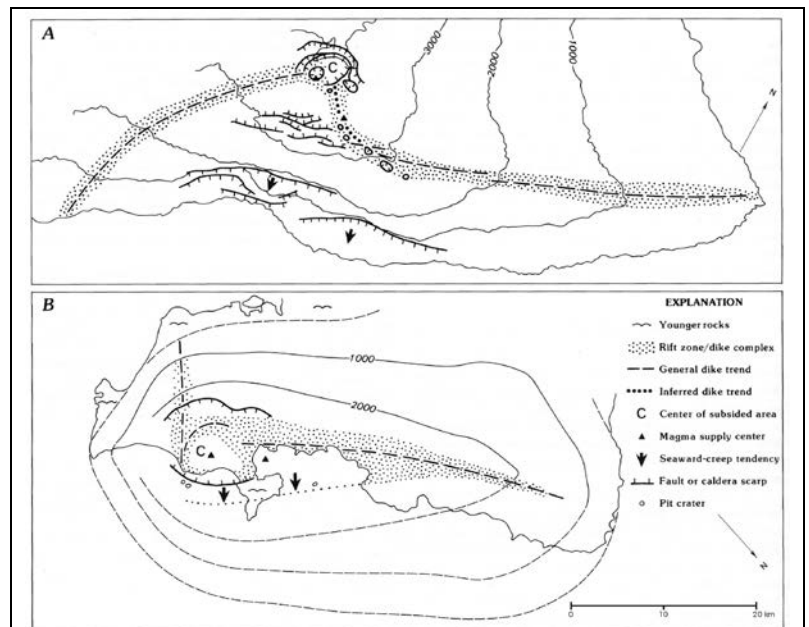 A
C
3000
2000
1000
N
B
1000
2000
C
EXPLANATION
Younger rocks
Rift zone/dike complex
General dike trend
Inferred dike trend
C Center of subsided area
Magma supply center
Seaward-creep tendency
Fault or caldera scarp
Pit crater
N
0 10 20 km